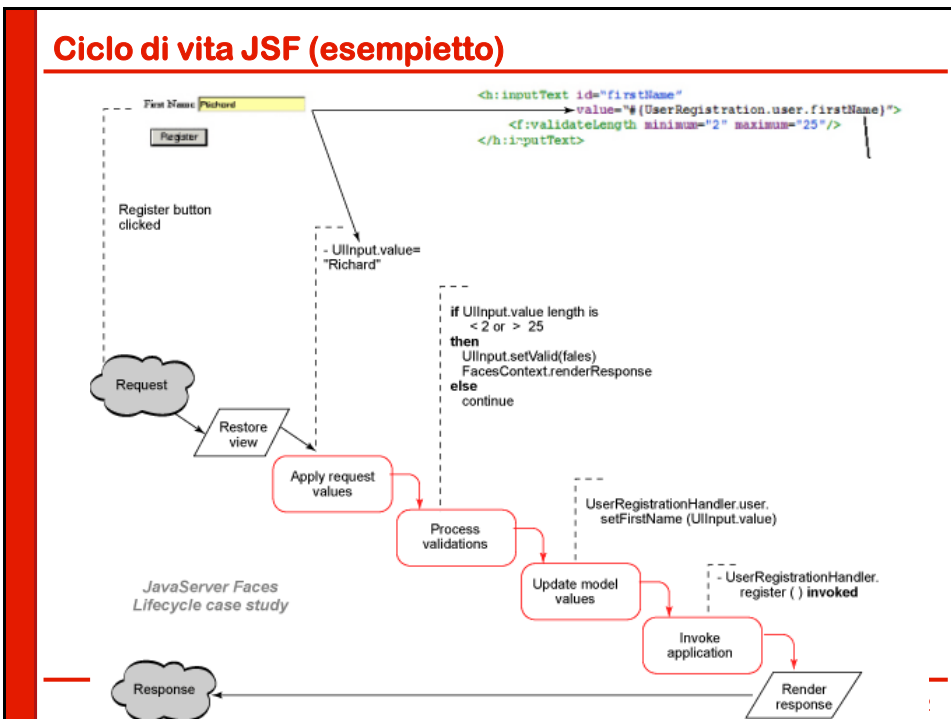 Ciclo di vita JSF (esempietto)
First Name Richard
Register
<h:inputText id="firstName"
value="#{UserRegistration.user.firstName}">
<f:validateLength minimum="2" maximum="25"/>
</h:inputText>
Register button
clicked
- UIInput.value=
"Richard"
if UIInput.value length is
< 2 or > 25
then
UIInput.setValid(fales)
FacesContext.renderResponse
else
continue
Request
Restore
view
Apply request
values
Process
validations
UserRegistrationHandler.user.
setFirstName (UIInput.value)
Update model
values
- UserRegistrationHandler.
register ( ) invoked
JavaServer Faces
Lifecycle case study
Invoke
application
Response
Render
response